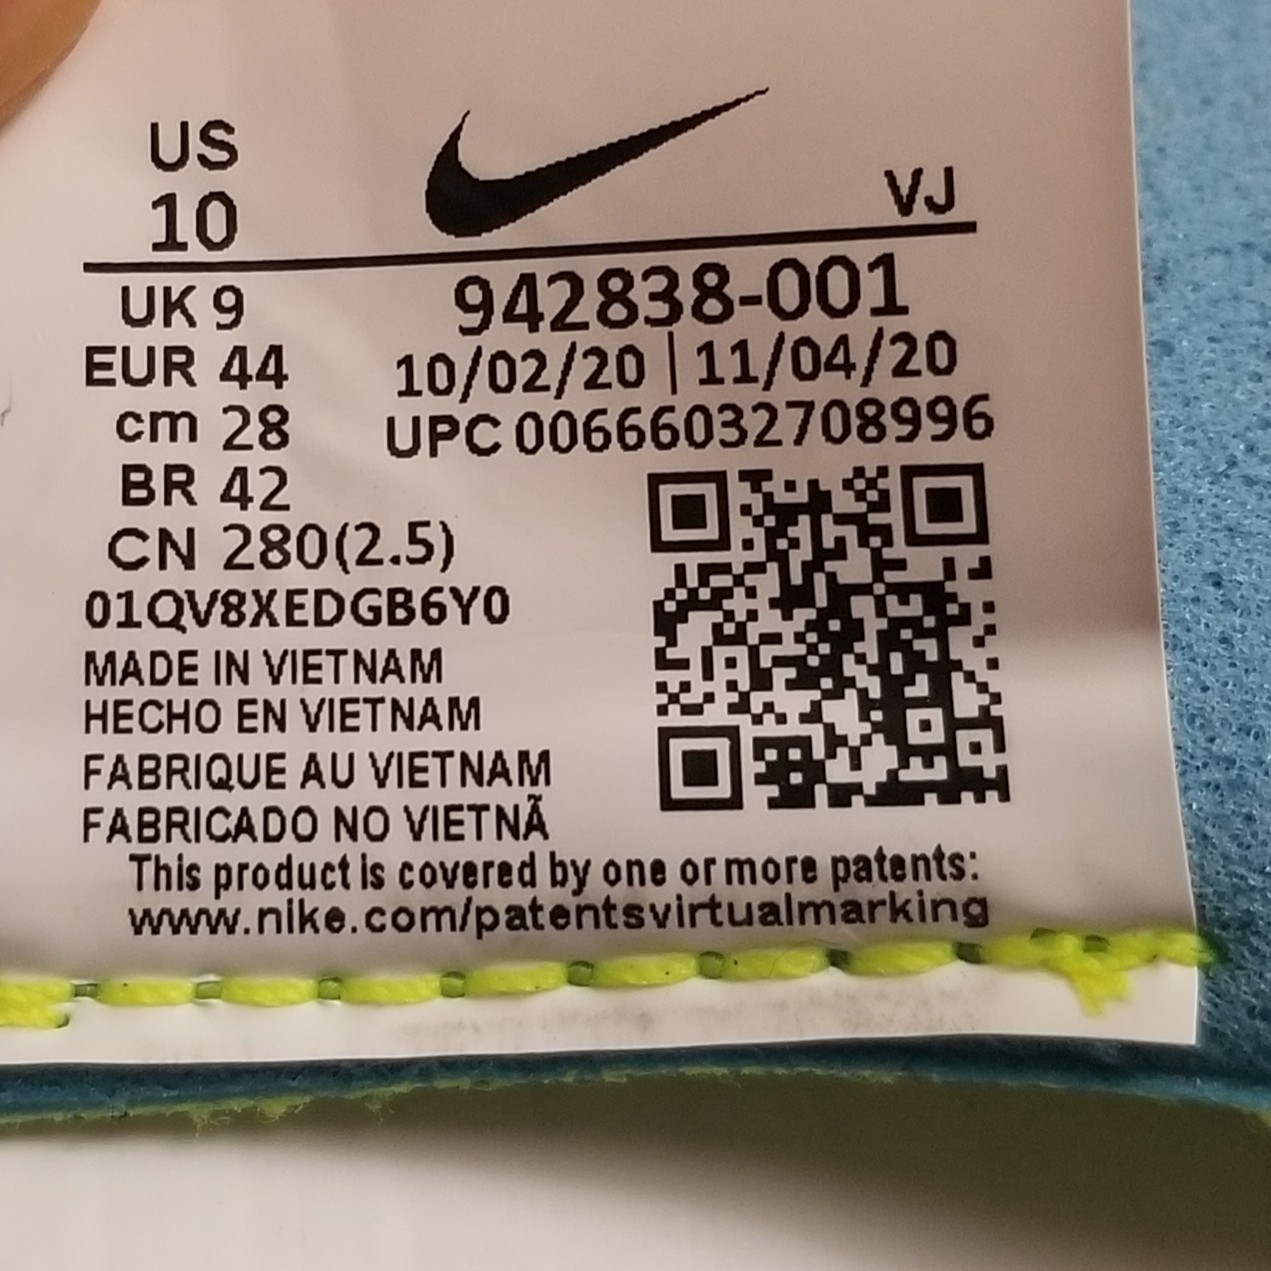 US
10
VJ
UK 9
942838-001
EUR 44
10/02/20 | 11/04/20
cm 28
UPC 00666032708996
BR 42
CN 280(2.5)
01QV8XEDGB6Y0
MADE IN VIETNAM
HECHO EN VIETNAM
FABRIQUE AU VIETNAM
FABRICADO NO VIETNÃ
This product is covered by one or more patents:
www.nike.com/patentsvirtualmarking